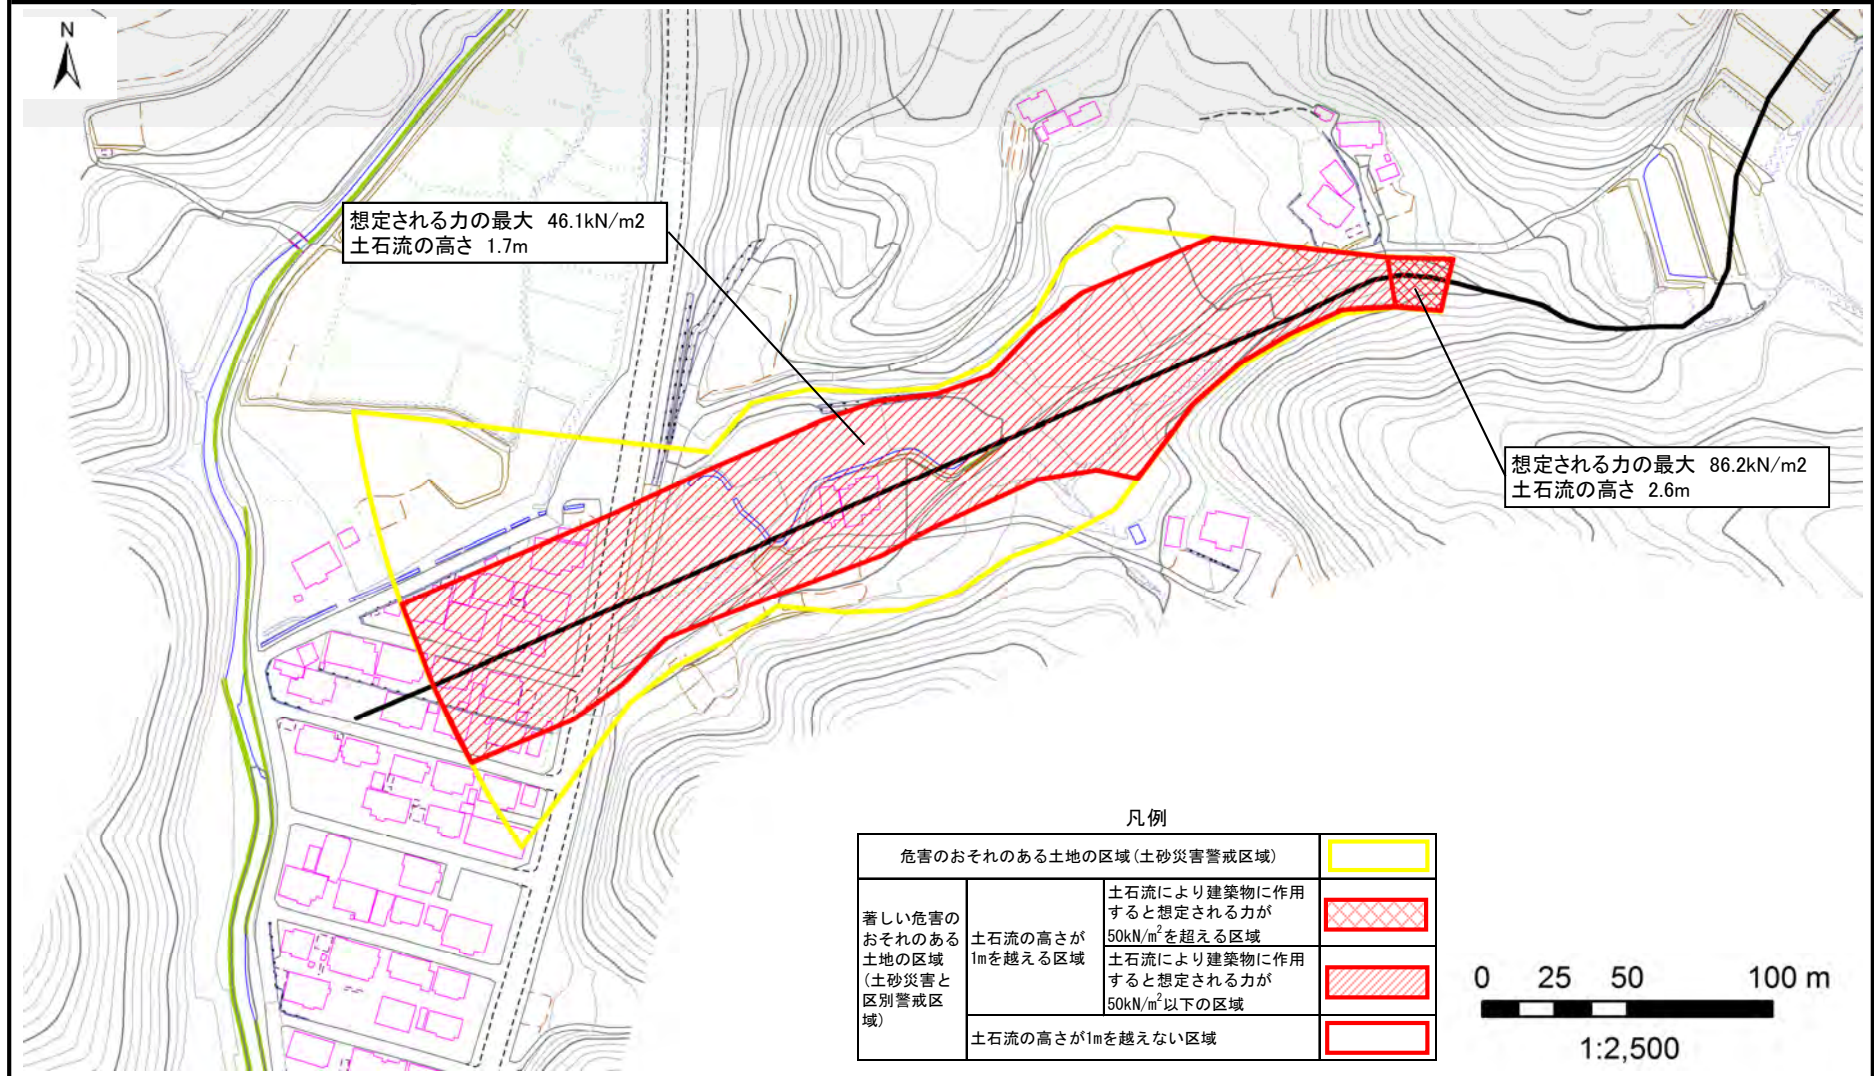 N
想定される力の最大 46.1kN/m2
土石流の高さ 1.7m
想定される力の最大 86.2kN/m2
土石流の高さ 2.6m
凡例
危害のおそれのある土地の区域(土砂災害警戒区域)
著しい危害の
おそれのある
土地の区域
(土砂災害と
区別警戒区
域)
土石流の高さが
1mを越える区域
土石流により建築物に作用
すると想定される力が
50kN/m²を超える区域
土石流により建築物に作用
すると想定される力が
50kN/m²以下の区域
土石流の高さが1mを越えない区域
0 25 50 100 m
1:2,500